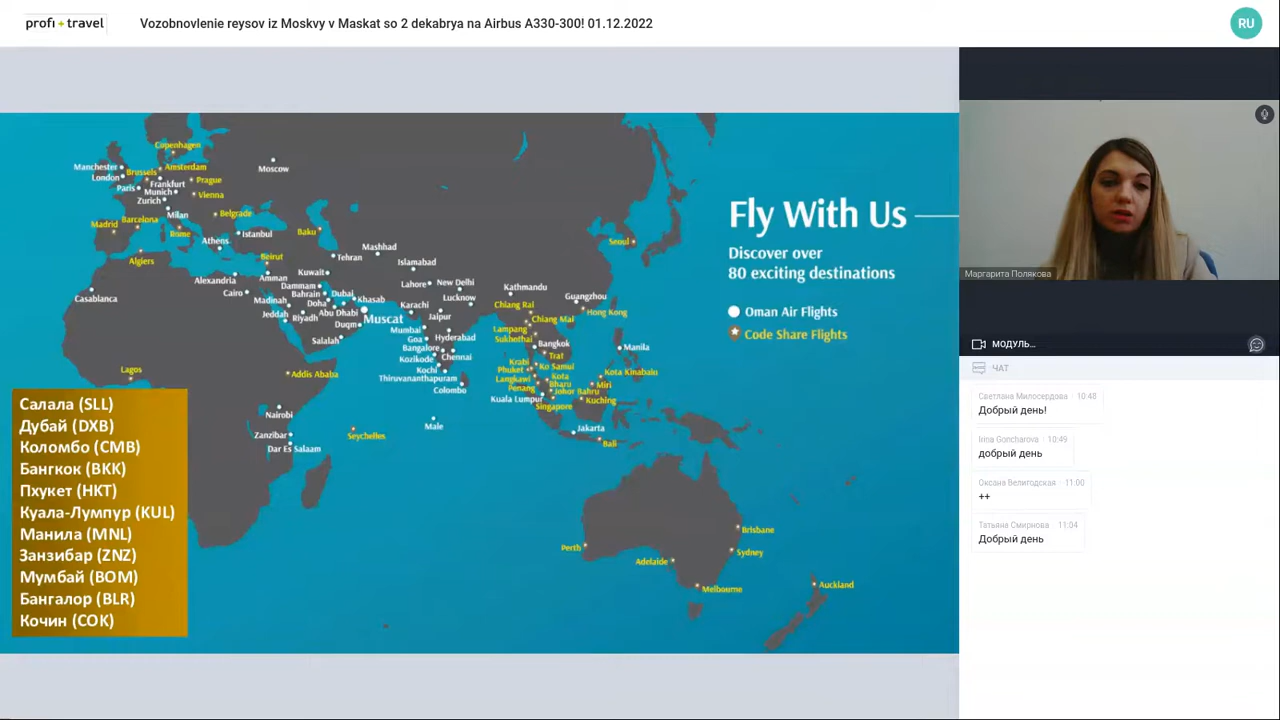 profi+travel
Vozobnovlenie reysov iz Moskvy v Maskat so 2 dekabrya na Airbus A330-300! 01.12.2022
RU
Copenhagen
Manchester
London
Brussels
Amsterdam
Paris
Frankfurt
Munich
Prague
Zurich
Vienna
Milan
Belgrade
Madrid
Barcelona
Rome
Athens
Istanbul
Algiers
Moscow
Baku
Beirut
Tehran
Mashhad
Islamabad
Alexandria
Amman
Kuwait
Lahore
New Delhi
Cairo
Dammam
Bahrain
Dubai
Khasab
Lucknow
Kathmandu
Casablanca
Madinah
Doha
Karachi
Guangzhou
Jeddah
Riyadh
Abu Dhabi
Muscat
Jaipur
Chiang Rai
Hong Kong
Duqm
Mumbai
Chiang Mai
Salalah
Goa
Hyderabad
Lampang
Sukhothai
Bangalore
Bangkok
Manila
Kozikode
Chennai
Trat
Kochi
Krabi
Ko Samui
Lagos
Addis Ababa
Thiruvananthapuram
Phuket
Kota
Bharu
Kota Kinabain
Langkawi
Miri
Colombo
Penang
Johor Bahru
Kuala Lumpur
Kuching
Singapore
Nairobi
Male
Jakarta
Zanzibar
Seychelles
Bali
Dar Es Salaam
Seoul
Brisbane
Perth
Sydney
Adelaide
Melbourne
Auckland
Fly With Us
Discover over
80 exciting destinations
Oman Air Flights
Code Share Flights
Салала (SLL)
Дубай (DXB)
Коломбо (CMB)
Бангкок (BKK)
Пхукет (HKT)
Куала-Лумпур (KUL)
Манила (MNL)
Занзибар (ZNZ)
Мумбай (BOM)
Бангалор (BLR)
Кочин (COK)
Маргарита Полякова
модуль...
ЧАТ
Светлана Милосердова · 10:48
Добрый день!
Irina Goncharova · 10:49
добрый день
Оксана Велигодская · 11:00
++
Татьяна Смирнова · 11:04
Добрый день